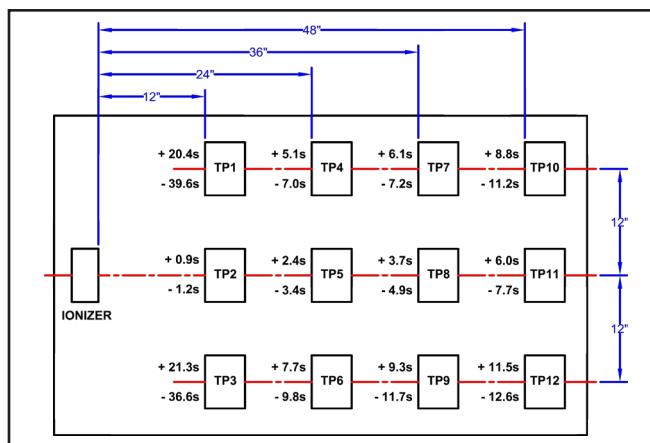 48"
36"
24"
12"
+ 20.4s TP1 + 5.1s TP4 + 6.1s TP7 + 8.8s TP10
- 39.6s - 7.0s - 7.2s - 11.2s
12"
+ 0.9s TP2 + 2.4s TP5 + 3.7s TP8 + 6.0s TP11
- 1.2s - 3.4s - 4.9s - 7.7s
IONIZER
12"
+ 21.3s TP3 + 7.7s TP6 + 9.3s TP9 + 11.5s TP12
- 36.6s - 9.8s - 11.7s - 12.6s